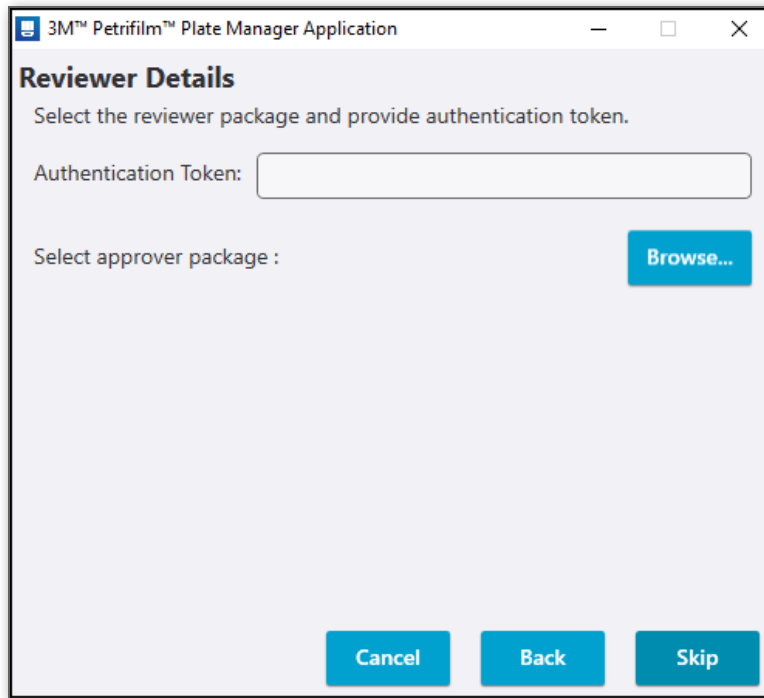 3M™ Petrifilm™ Plate Manager Application
Reviewer Details
Select the reviewer package and provide authentication token.
Authentication Token:
Select approver package :
Browse...
Cancel
Back
Skip